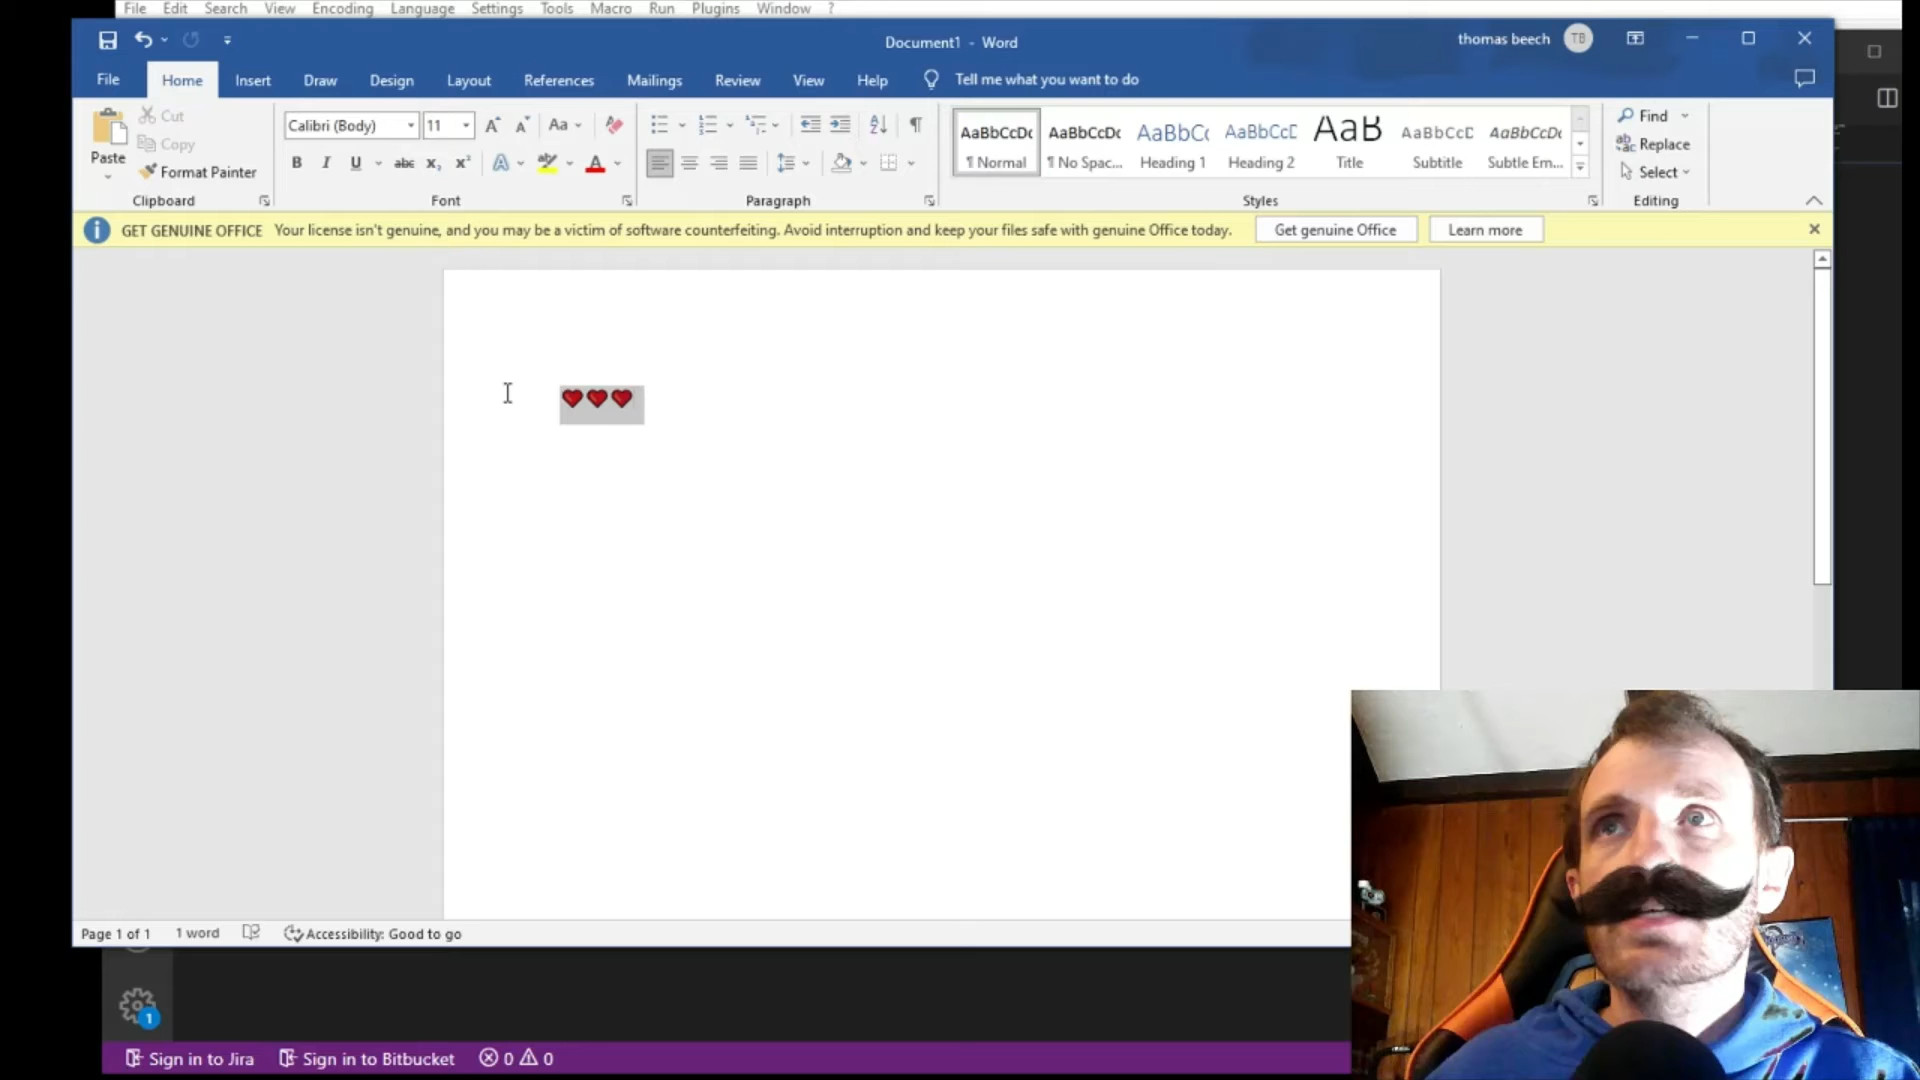 File Edit Search View Encoding Language Settings Tools Macro Run Plugins Window ?
Document1 - Word
thomas beech TB
File Home Insert Draw Design Layout References Mailings Review View Help Tell me what you want to do
Paste
Cut
Copy
Format Painter
Clipboard
Calibri (Body) 11
Font
Paragraph
AaBbCcDc AaBbCcDc AaBbCc AaBbCcD AaB AaBbCcD AaBbCcDc
¶ Normal ¶ No Spac... Heading 1 Heading 2 Title Subtitle Subtle Em...
Styles
Find
Replace
Select
Editing
GET GENUINE OFFICE Your license isn't genuine, and you may be a victim of software counterfeiting. Avoid interruption and keep your files safe with genuine Office today. Get genuine Office Learn more
♥♥♥
Page 1 of 1 1 word Accessibility: Good to go
1
Sign in to Jira Sign in to Bitbucket 0 0